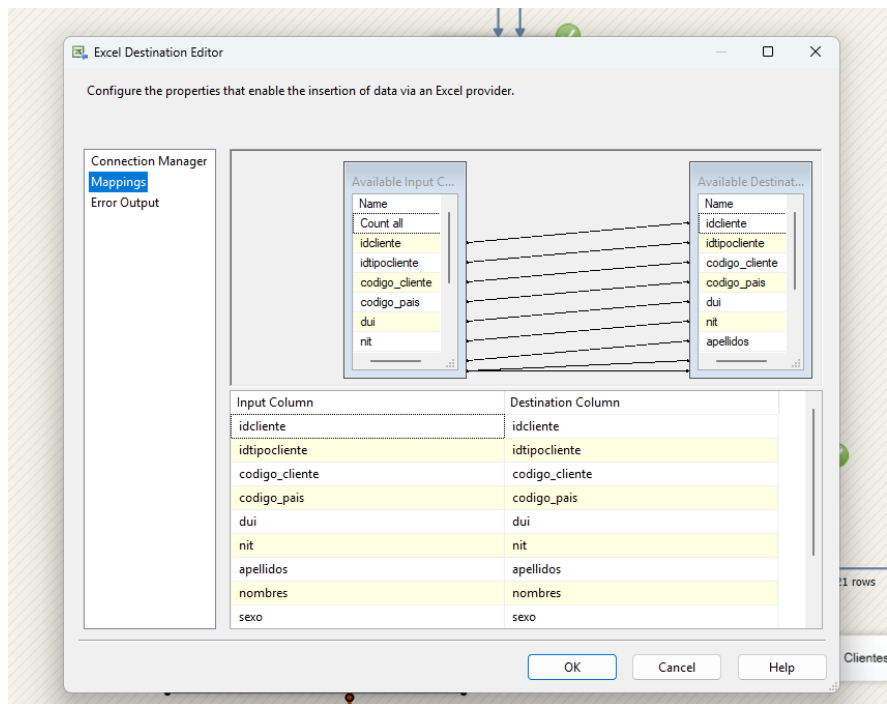 Excel Destination Editor
Configure the properties that enable the insertion of data via an Excel provider.
Connection Manager
Mappings
Error Output
Available Input C...
Name
Count all
idcliente
idtipocliente
codigo_cliente
codigo_pais
dui
nit
Available Destinat...
Name
idcliente
idtipocliente
codigo_cliente
codigo_pais
dui
nit
apellidos
Input Column Destination Column
idcliente idcliente
idtipocliente idtipocliente
codigo_cliente codigo_cliente
codigo_pais codigo_pais
dui dui
nit nit
apellidos apellidos
nombres nombres
sexo sexo
OK Cancel Help
21 rows
Clientes